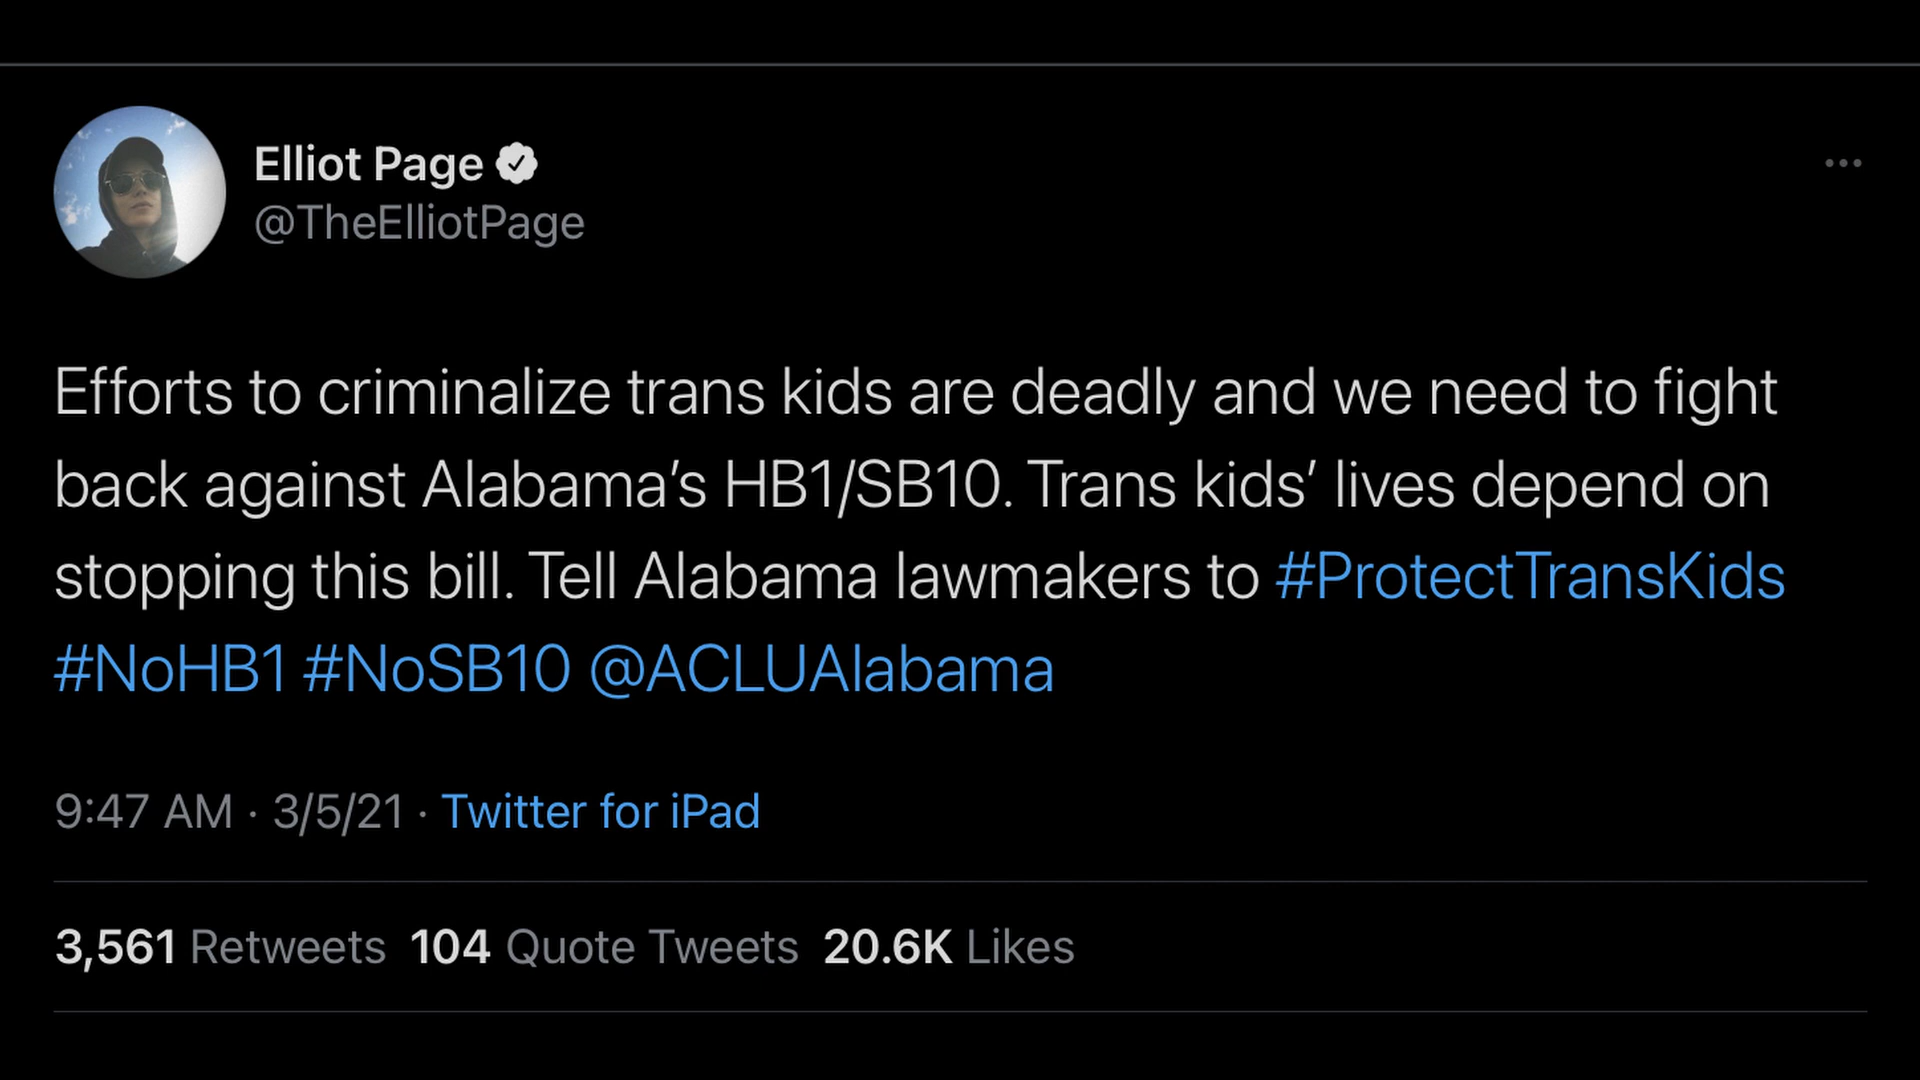 Elliot Page
@TheElliotPage
Efforts to criminalize trans kids are deadly and we need to fight
back against Alabama’s HB1/SB10. Trans kids’ lives depend on
stopping this bill. Tell Alabama lawmakers to #ProtectTransKids
#NoHB1 #NoSB10 @ACLUAlabama
9:47 AM · 3/5/21 · Twitter for iPad
3,561 Retweets 104 Quote Tweets 20.6K Likes